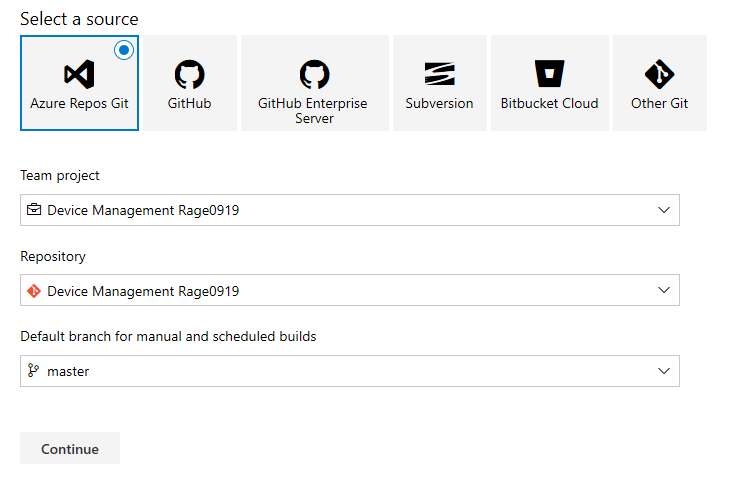 Select a source
Azure Repos Git
GitHub
GitHub Enterprise
Server
Subversion
Bitbucket Cloud
Other Git
Team project
Device Management Rage0919
Repository
Device Management Rage0919
Default branch for manual and scheduled builds
master
Continue